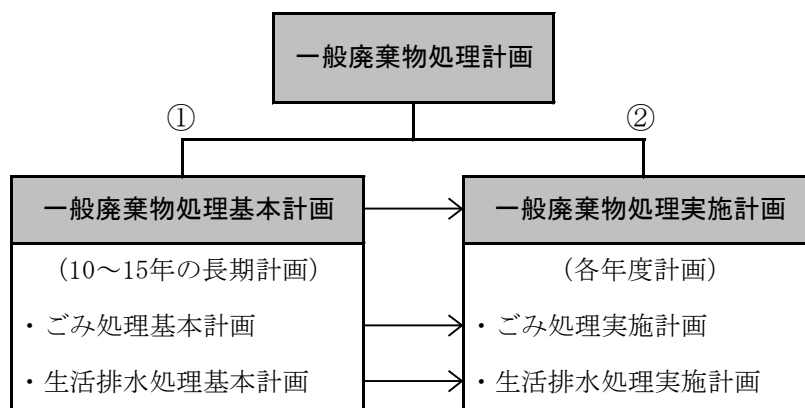 一般廃棄物処理計画
① ②
一般廃棄物処理基本計画
(10～15年の長期計画)
・ごみ処理基本計画
・生活排水処理基本計画
一般廃棄物処理実施計画
(各年度計画)
・ごみ処理実施計画
・生活排水処理実施計画